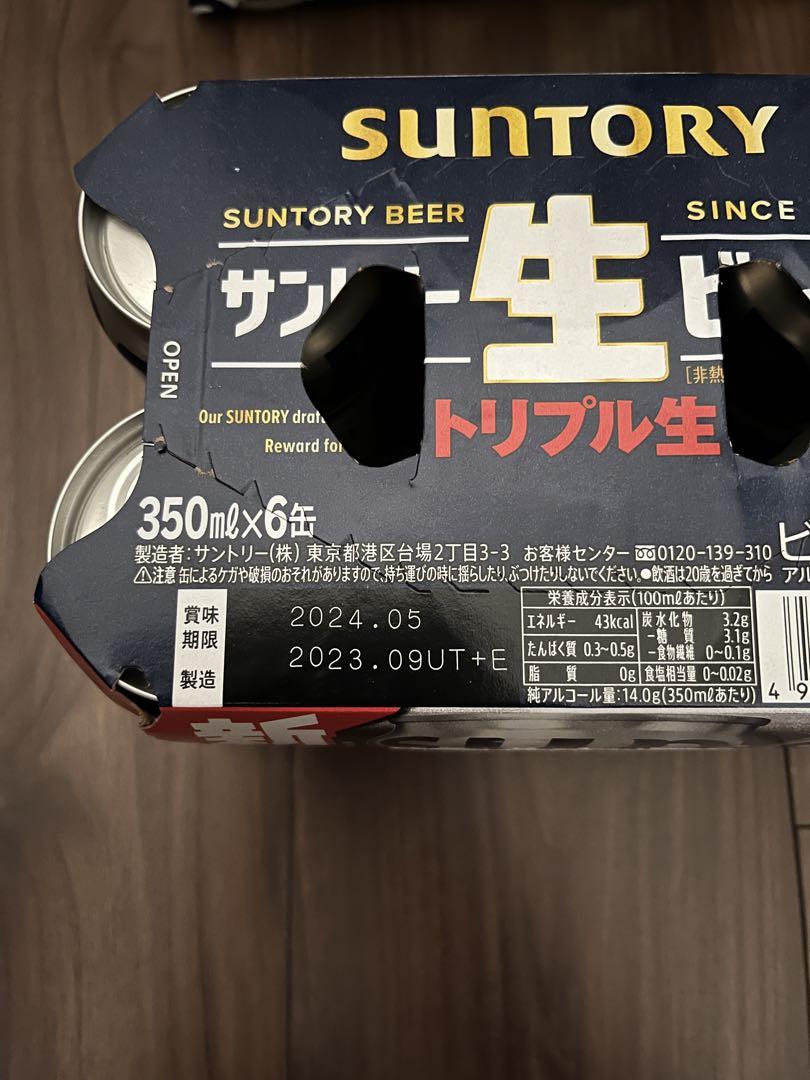 SUNTORY
SUNTORY BEER
SINCE
サントリー生ビ
[非熱
OPEN
Our SUNTORY draf
Reward for
トリプル生
350ml×6缶
製造者:サントリー(株) 東京都港区台場2丁目3-3 お客様センター 0120-139-310
⚠注意 缶によるケガや破損のおそれがありますので、持ち運びの時に揺らしたり、ぶつけたりしないでください。●飲酒は20歳を過ぎてから
ビ
アル
賞味期限 2024.05
製造 2023.09UT+E
栄養成分表示(100mlあたり)
エネルギー 43kcal
たんぱく質 0.3~0.5g
脂質 0g
炭水化物 3.2g
-糖質 3.1g
-食物繊維 0~0.1g
食塩相当量 0~0.02g
純アルコール量:14.0g(350mlあたり)
4 9
新